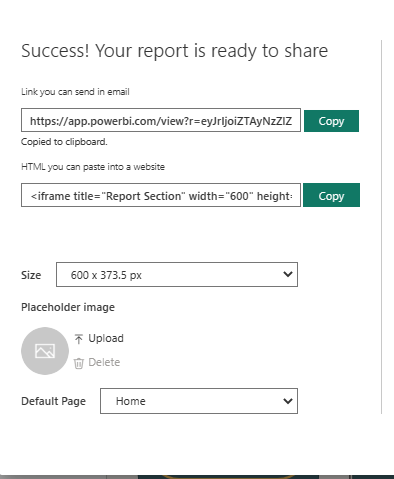 Success! Your report is ready to share
Link you can send in email
https://app.powerbi.com/view?r=eyJrIjoiZTAyNzZlZ
Copy
Copied to clipboard.
HTML you can paste into a website
<iframe title="Report Section" width="600" height=
Copy
Size
600 x 373.5 px
Placeholder image
Upload
Delete
Default Page
Home